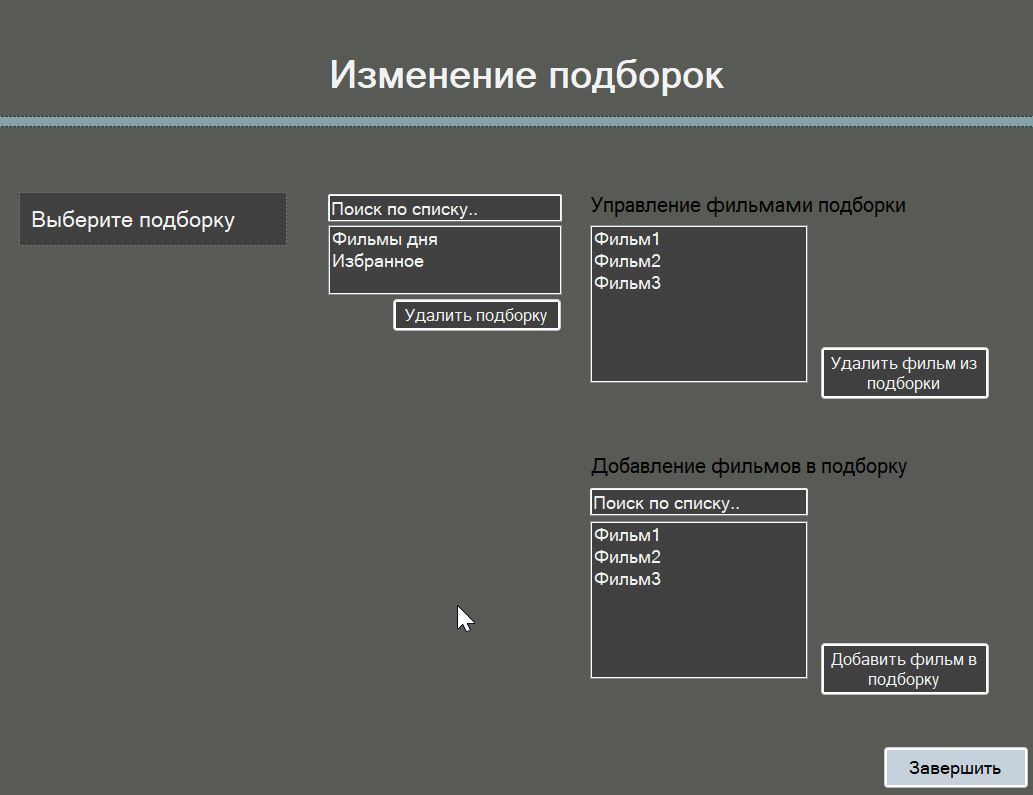 Изменение подборок
Выберите подборку
Поиск по списку..
Фильмы дня
Избранное
Удалить подборку
Управление фильмами подборки
Фильм1
Фильм2
Фильм3
Удалить фильм из
подборки
Добавление фильмов в подборку
Поиск по списку..
Фильм1
Фильм2
Фильм3
Добавить фильм в
подборку
Завершить